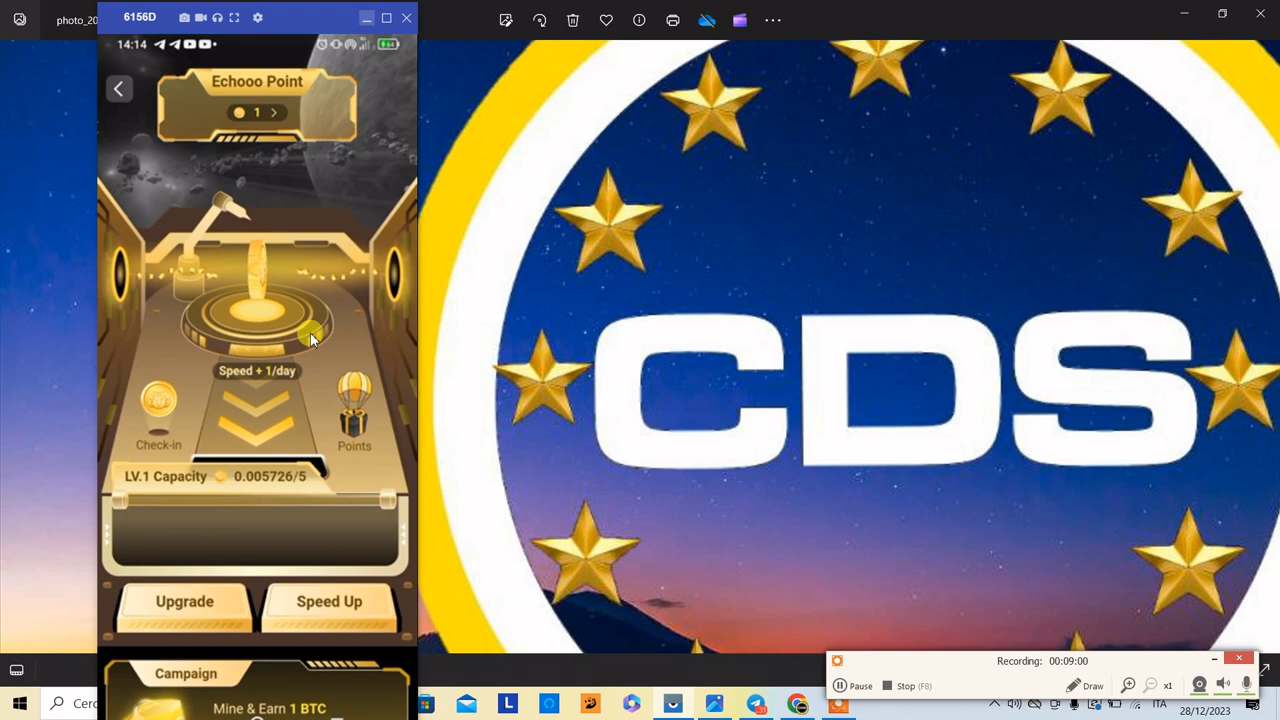 photo_20
6156D
14:14
Echooo Point
1 >
Speed + 1/day
Check-in
Points
LV.1 Capacity 0.005726/5
Upgrade
Speed Up
Campaign
Mine & Earn 1 BTC
CDS
Recording: 00:09:00
Pause
Stop (F8)
Draw
x1
Cerc
L
31
ITA
28/12/2023